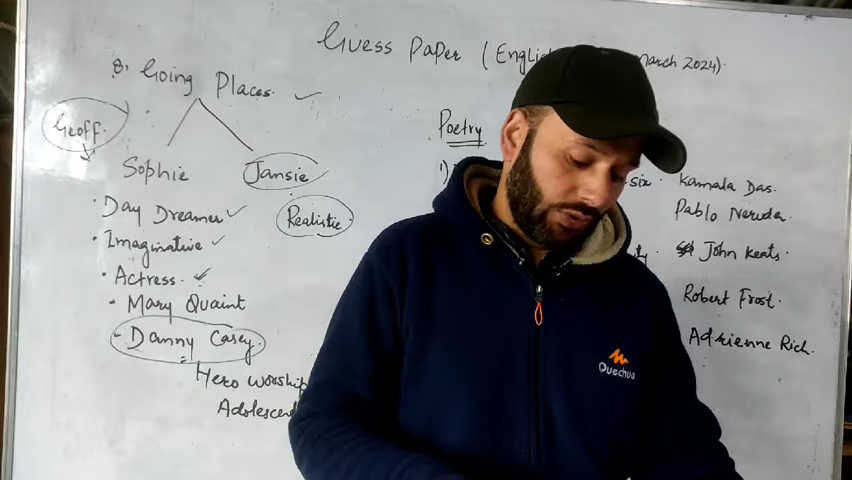 Guess Paper (English March 2024)
8. Going Places
Geoff.
Sophie
Jansie
Realistic
• Day Dreamer
• Imaginative
• Actress.
• Mary Quaint
- Danny Casey.
Hero worship
Poetry
1)
six. Kamala Das.
Pablo Neruda.
ty John Keats.
Robert Frost.
Adrienne Rich.
Quechua